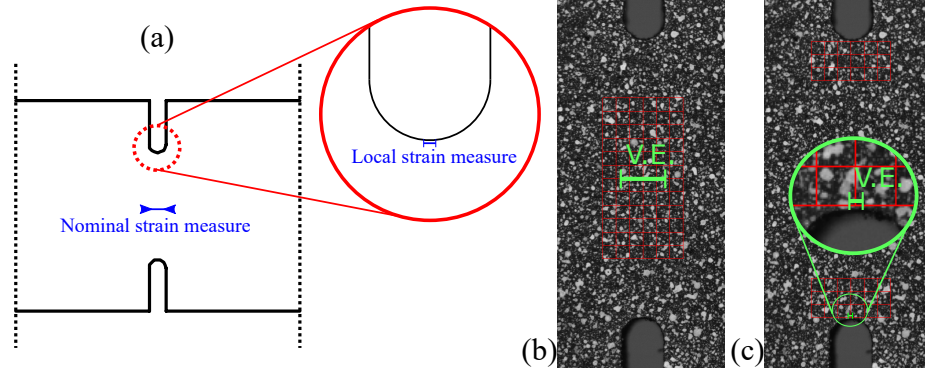 (a)
Local strain measure
Nominal strain measure
V.E.
(b)
V.E.
(c)